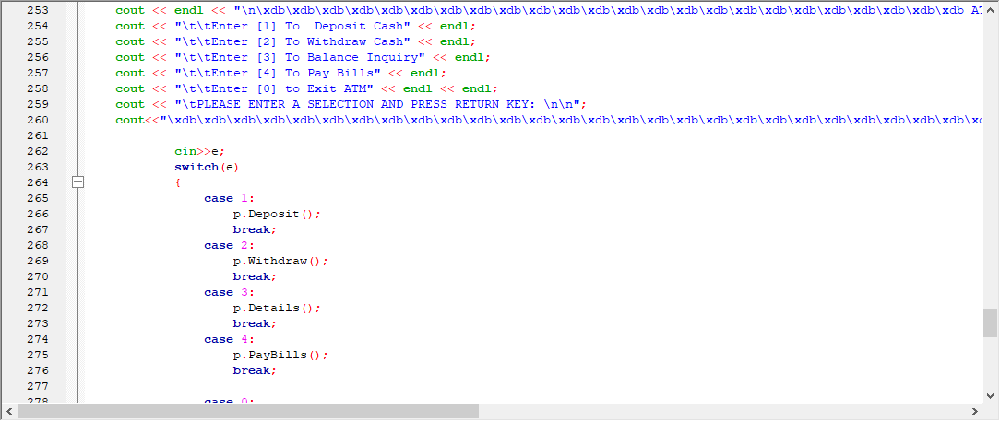 253 cout << endl << "\n\xdb\xdb\xdb\xdb\xdb\xdb\xdb\xdb\xdb\xdb\xdb\xdb\xdb\xdb\xdb\xdb\xdb\xdb\xdb\xdb\xdb\xdb\xdb\xdb AT
254 cout << "\t\tEnter [1] To  Deposit Cash" << endl;
255 cout << "\t\tEnter [2] To Withdraw Cash" << endl;
256 cout << "\t\tEnter [3] To Balance Inquiry" << endl;
257 cout << "\t\tEnter [4] To Pay Bills" << endl;
258 cout << "\t\tEnter [0] to Exit ATM" << endl << endl;
259 cout << "\tPLEASE ENTER A SELECTION AND PRESS RETURN KEY: \n\n";
260 cout<<"\xdb\xdb\xdb\xdb\xdb\xdb\xdb\xdb\xdb\xdb\xdb\xdb\xdb\xdb\xdb\xdb\xdb\xdb\xdb\xdb\xdb\xdb\xdb\xdb\xdb\xdb\xdb\x
261
262 cin>>e;
263 switch(e)
264 {
265 case 1:
266 p.Deposit();
267 break;
268 case 2:
269 p.Withdraw();
270 break;
271 case 3:
272 p.Details();
273 break;
274 case 4:
275 p.PayBills();
276 break;
277
278 case 0: